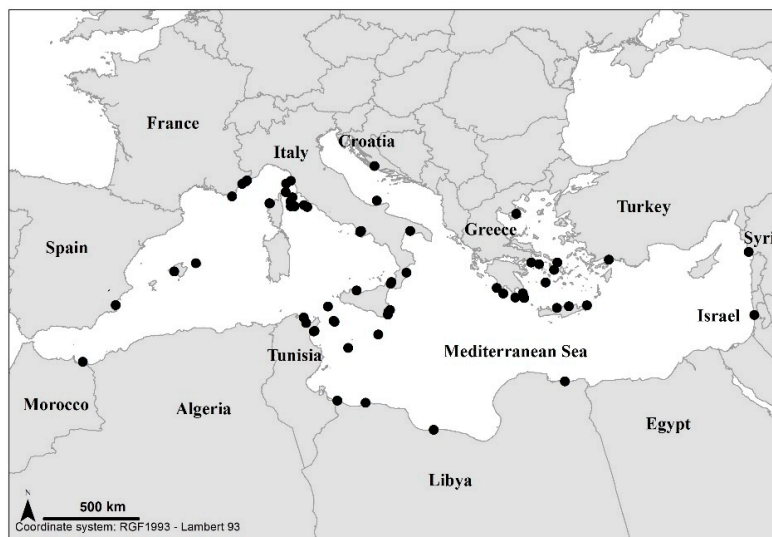 France
Croatia
Italy
Turkey
Greece
Spain
Syri
Israel
Tunisia
Mediterranean Sea
Morocco
Algeria
Egypt
Libya
N
500 km
Coordinate system: RGF1993 - Lambert 93